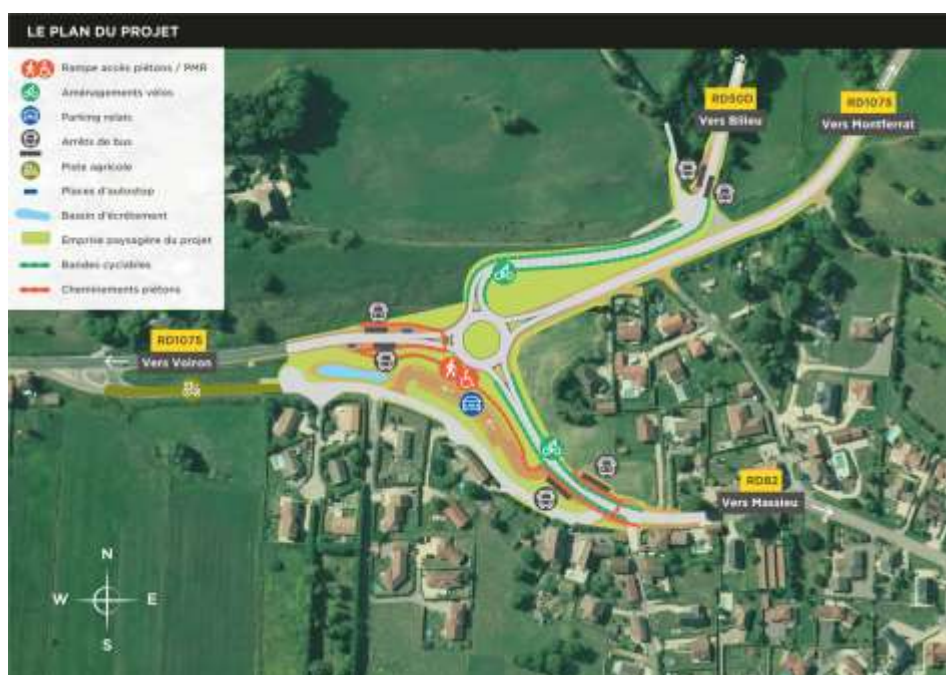 LE PLAN DU PROJET
Rampe accès piétons / PMR
Aménagements vélos
Parking relais
Arrêts de bus
Piste agricole
Places d'autostop
Bassin d'écrêtement
Emprise paysagère du projet
Bandes cyclables
Cheminements piétons
RD50D
Vers Bilieu
RD1075
Vers Montferrat
RD1075
Vers Voiron
RD82
Vers Massieu
N
W E
S